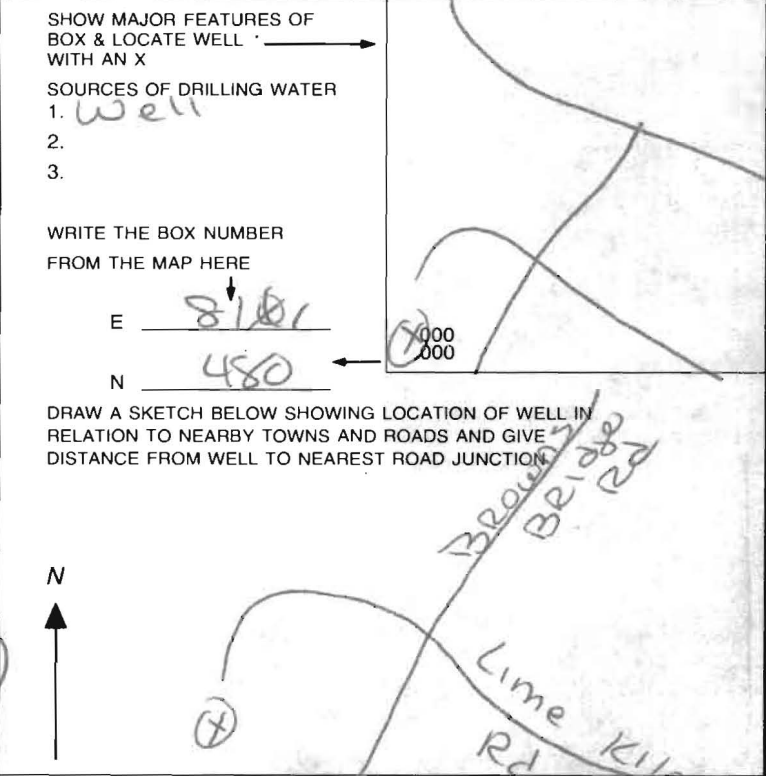 SHOW MAJOR FEATURES OF
BOX & LOCATE WELL
WITH AN X
SOURCES OF DRILLING WATER
1. Well
2.
3.
WRITE THE BOX NUMBER
FROM THE MAP HERE
E
N 480
000
000
DRAW A SKETCH BELOW SHOWING LOCATION OF WELL IN
RELATION TO NEARBY TOWNS AND ROADS AND GIVE
DISTANCE FROM WELL TO NEAREST ROAD JUNCTION
BROWNS
BRIDGE
Rd
N
Lime
Rd